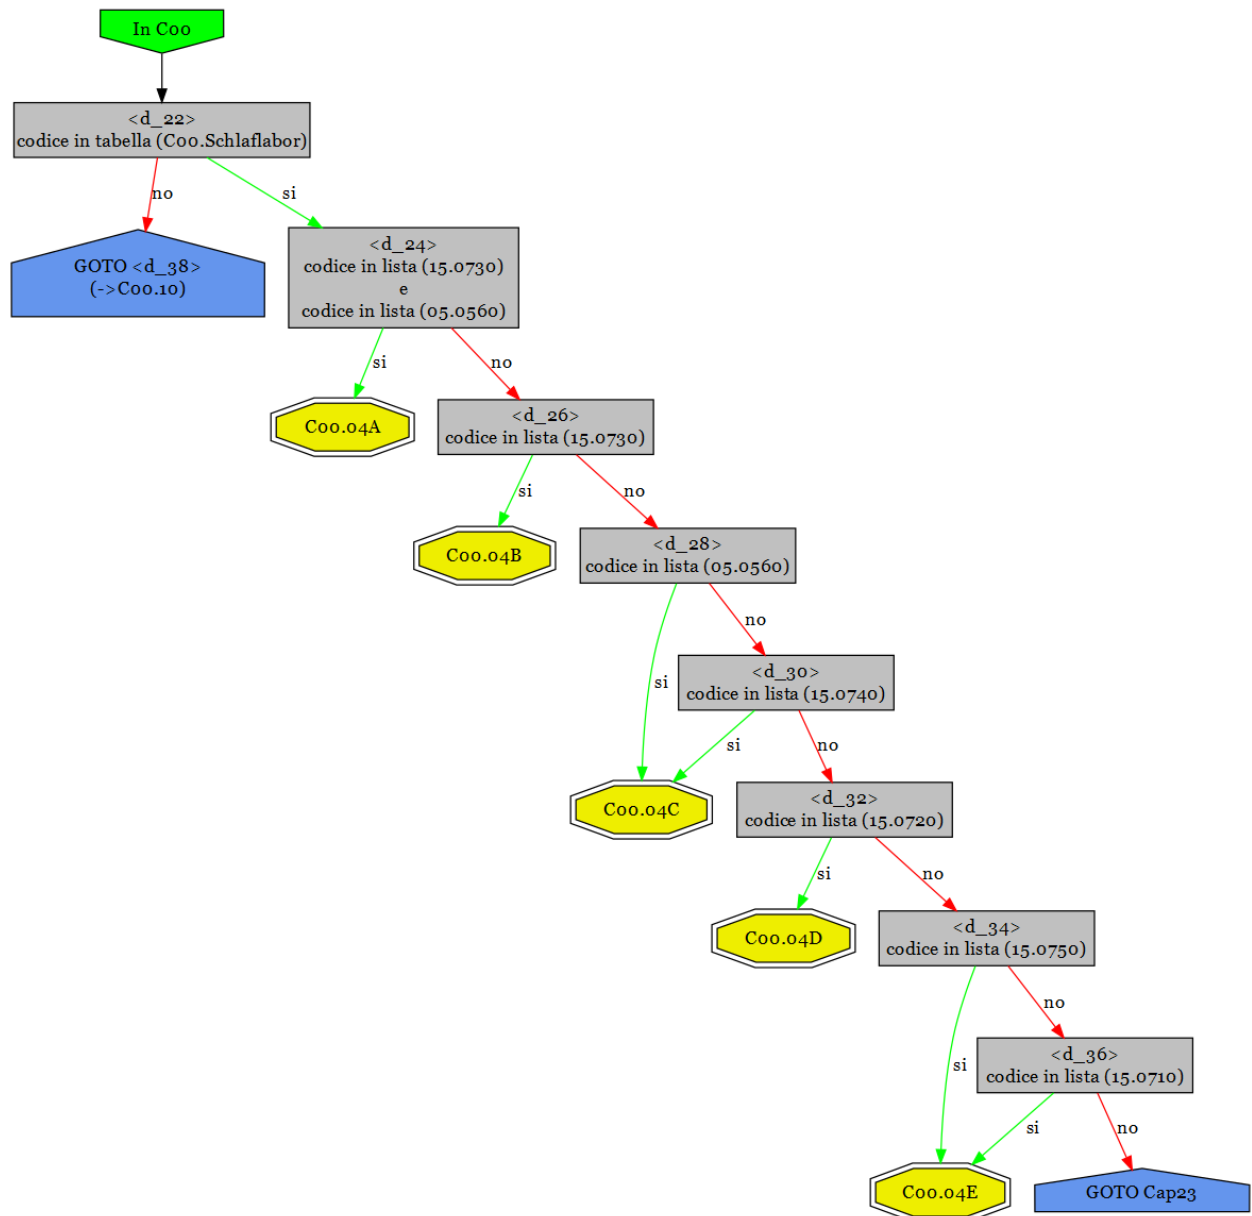 In C00
<d_22>
codice in tabella (C00.Schlaflabor)
no
si
GOTO <d_38>
(->C00.10)
<d_24>
codice in lista (15.0730)
e
codice in lista (05.0560)
si
no
C00.04A
<d_26>
codice in lista (15.0730)
si
no
C00.04B
<d_28>
codice in lista (05.0560)
no
<d_30>
codice in lista (15.0740)
si
si
no
C00.04C
<d_32>
codice in lista (15.0720)
si
no
C00.04D
<d_34>
codice in lista (15.0750)
no
<d_36>
codice in lista (15.0710)
si
si
no
C00.04E
GOTO Cap23